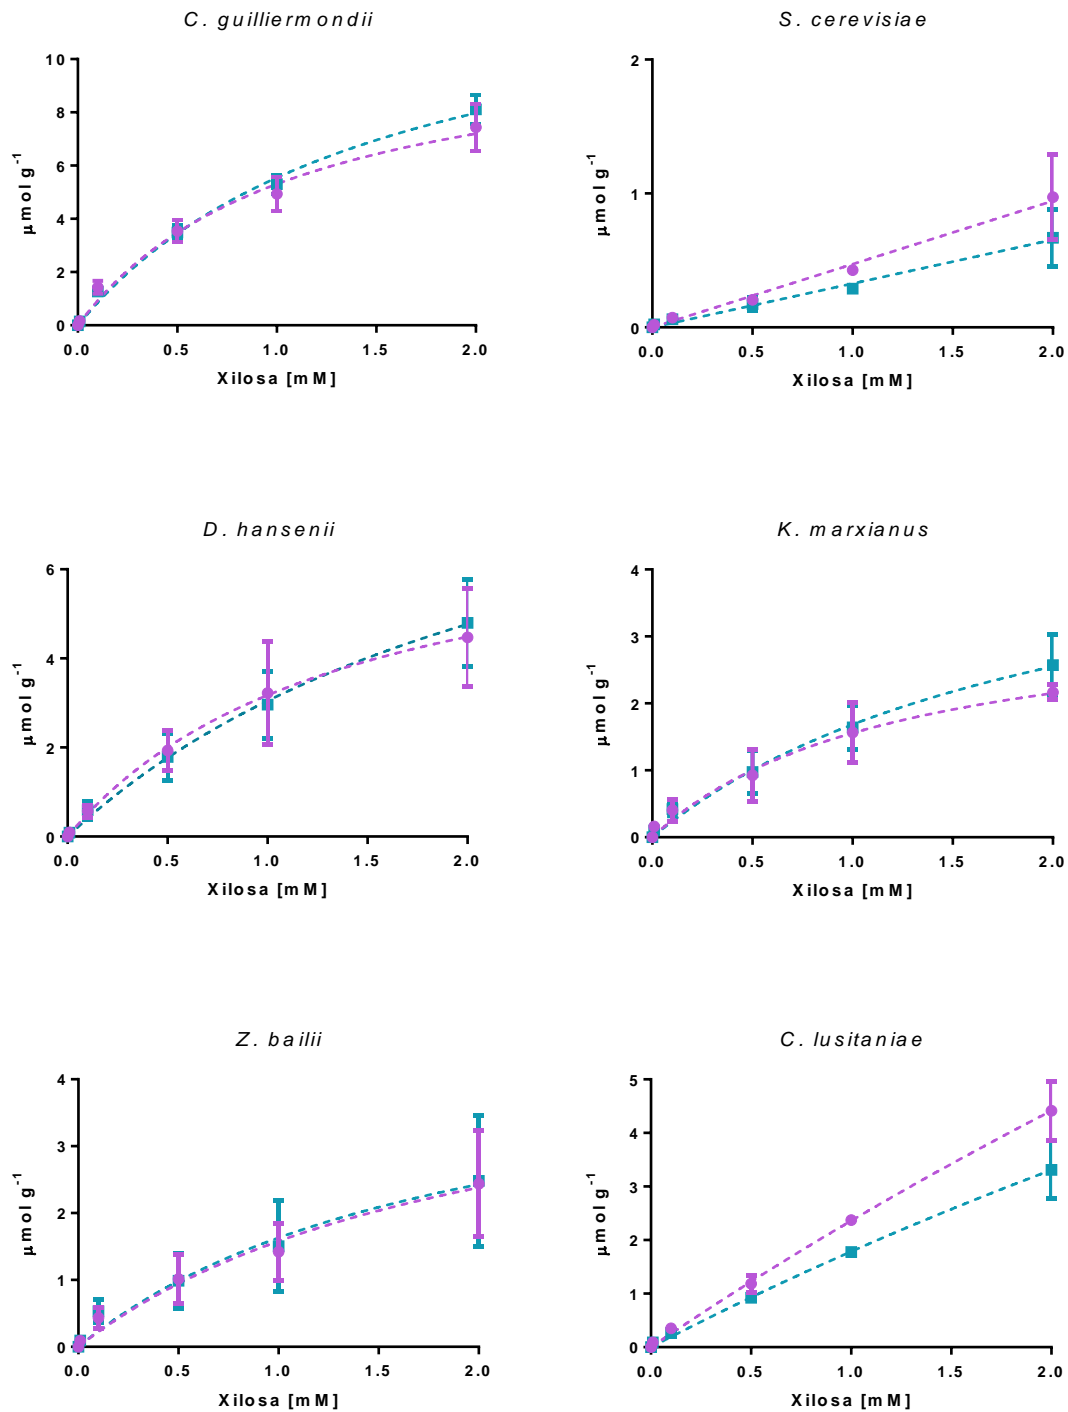 C. guilliermondii
10
8
6
4
2
0
µmol g⁻¹
0.0 0.5 1.0 1.5 2.0
Xilosa [mM]
S. cerevisiae
2
1
0
µmol g⁻¹
0.0 0.5 1.0 1.5 2.0
Xilosa [mM]
D. hansenii
6
4
2
0
µmol g⁻¹
0.0 0.5 1.0 1.5 2.0
Xilosa [mM]
K. marxianus
4
3
2
1
0
µmol g⁻¹
0.0 0.5 1.0 1.5 2.0
Xilosa [mM]
Z. bailii
4
3
2
1
0
µmol g⁻¹
0.0 0.5 1.0 1.5 2.0
Xilosa [mM]
C. lusitaniae
5
4
3
2
1
0
µmol g⁻¹
0.0 0.5 1.0 1.5 2.0
Xilosa [mM]